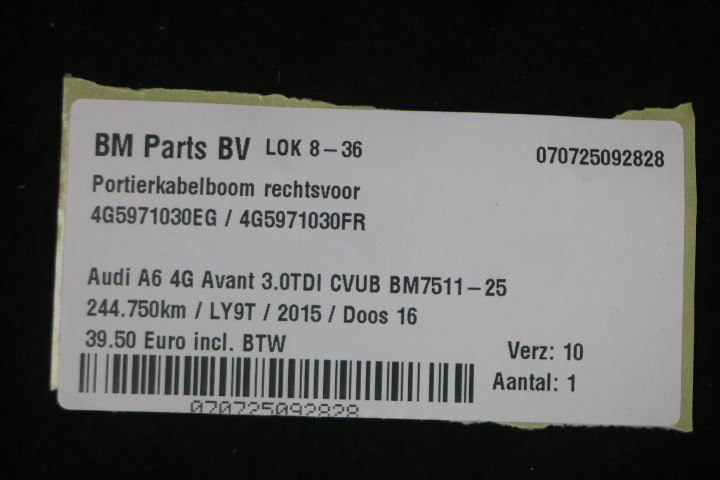 BM Parts BV LOK 8-36 070725092828
Portierkabelboom rechtsvoor
4G5971030EG / 4G5971030FR
Audi A6 4G Avant 3.0TDI CVUB BM7511-25
244.750km / LY9T / 2015 / Doos 16
39.50 Euro incl. BTW
Verz: 10
Aantal: 1
070725092828